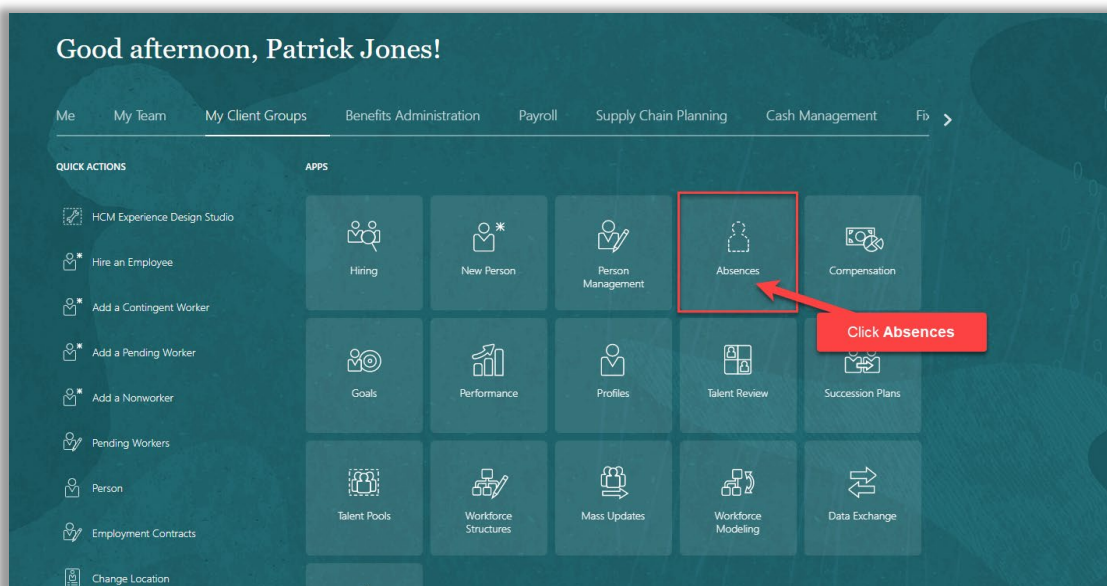 Good afternoon, Patrick Jones!
Me My Team My Client Groups Benefits Administration Payroll Supply Chain Planning Cash Management Fix
QUICK ACTIONS
HCM Experience Design Studio
Hire an Employee
Add a Contingent Worker
Add a Pending Worker
Add a Nonworker
Pending Workers
Person
Employment Contracts
Change Location
APPS
Hiring
New Person
Person
Management
Absences
Compensation
Click Absences
Goals
Performance
Profiles
Talent Review
Succession Plans
Talent Pools
Workforce
Structures
Mass Updates
Workforce
Modeling
Data Exchange